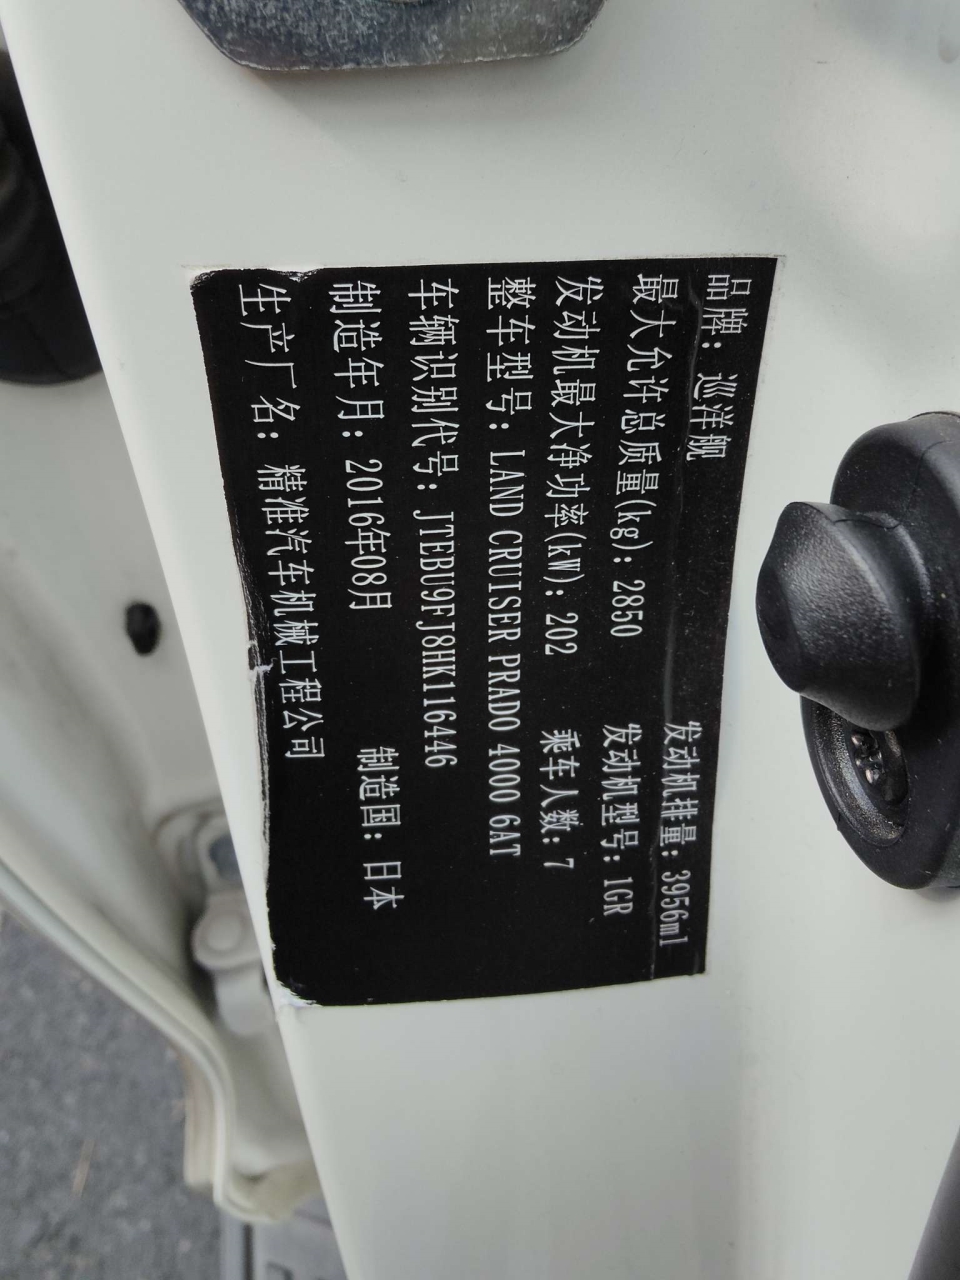 品牌：巡洋舰 发动机排量：3956ml
最大允许总质量(kg)：2850 发动机型号：1GR
发动机最大净功率(kW)：202 乘车人数：7
整车型号：LAND CRUISER PRADO 4000 6AT
车辆识别代号：JTEBU9FJ8HK116446
制造年月：2016年08月 制造国：日本
生产厂名：精准汽车机械工程公司